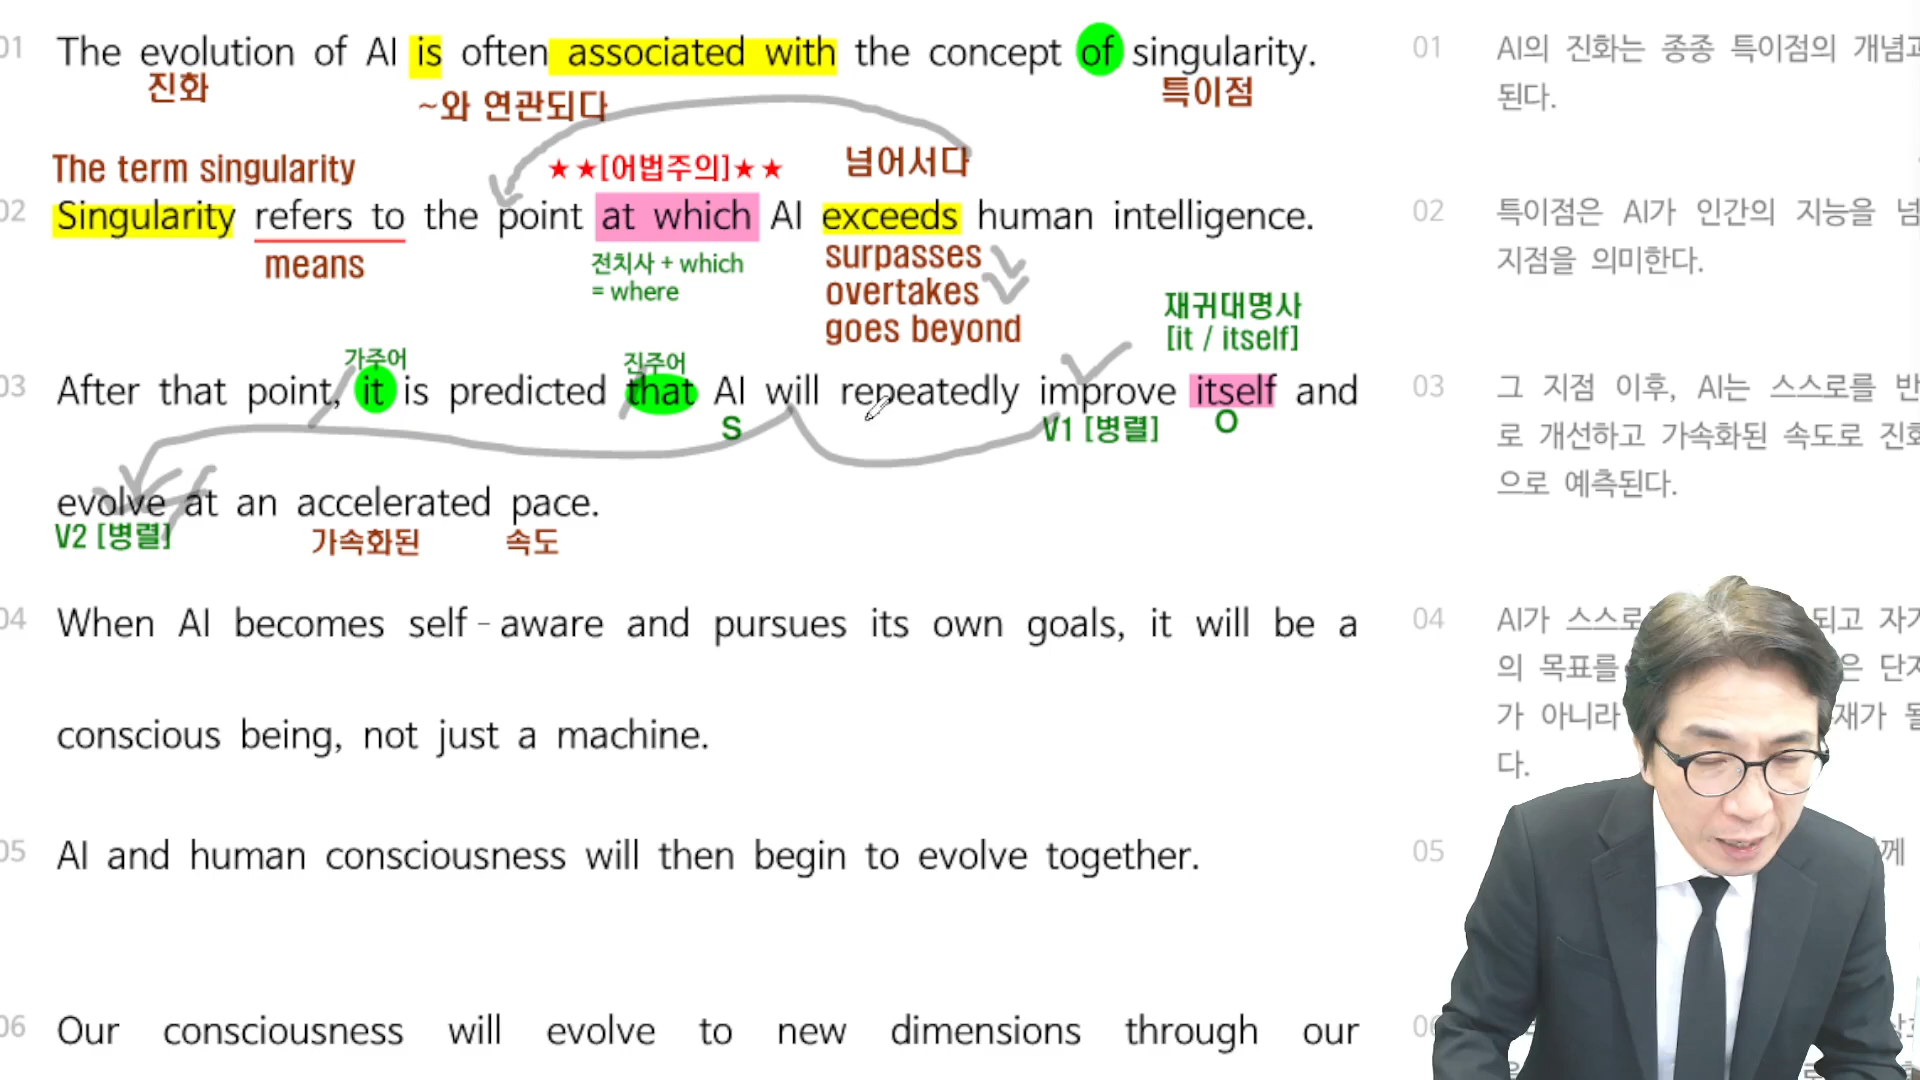 01 The evolution of AI is often associated with the concept of singularity.
진화
~와 연관되다
특이점
The term singularity
★★[어법주의]★★
넘어서다
02 Singularity refers to the point at which AI exceeds human intelligence.
means
전치사 + which
= where
surpasses
overtakes
goes beyond
재귀대명사
[it / itself]
가주어
진주어
03 After that point, it is predicted that AI will repeatedly improve itself and
S
V1 [병렬]
O
evolve at an accelerated pace.
V2 [병렬]
가속화된
속도
04 When AI becomes self-aware and pursues its own goals, it will be a
conscious being, not just a machine.
05 AI and human consciousness will then begin to evolve together.
06 Our consciousness will evolve to new dimensions through our
01 AI의 진화는 종종 특이점의 개념과
된다.
02 특이점은 AI가 인간의 지능을 넘
지점을 의미한다.
03 그 지점 이후, AI는 스스로를 반
로 개선하고 가속화된 속도로 진화
으로 예측된다.
04 AI가 되고
의 목표를
가 아니라
다.
05